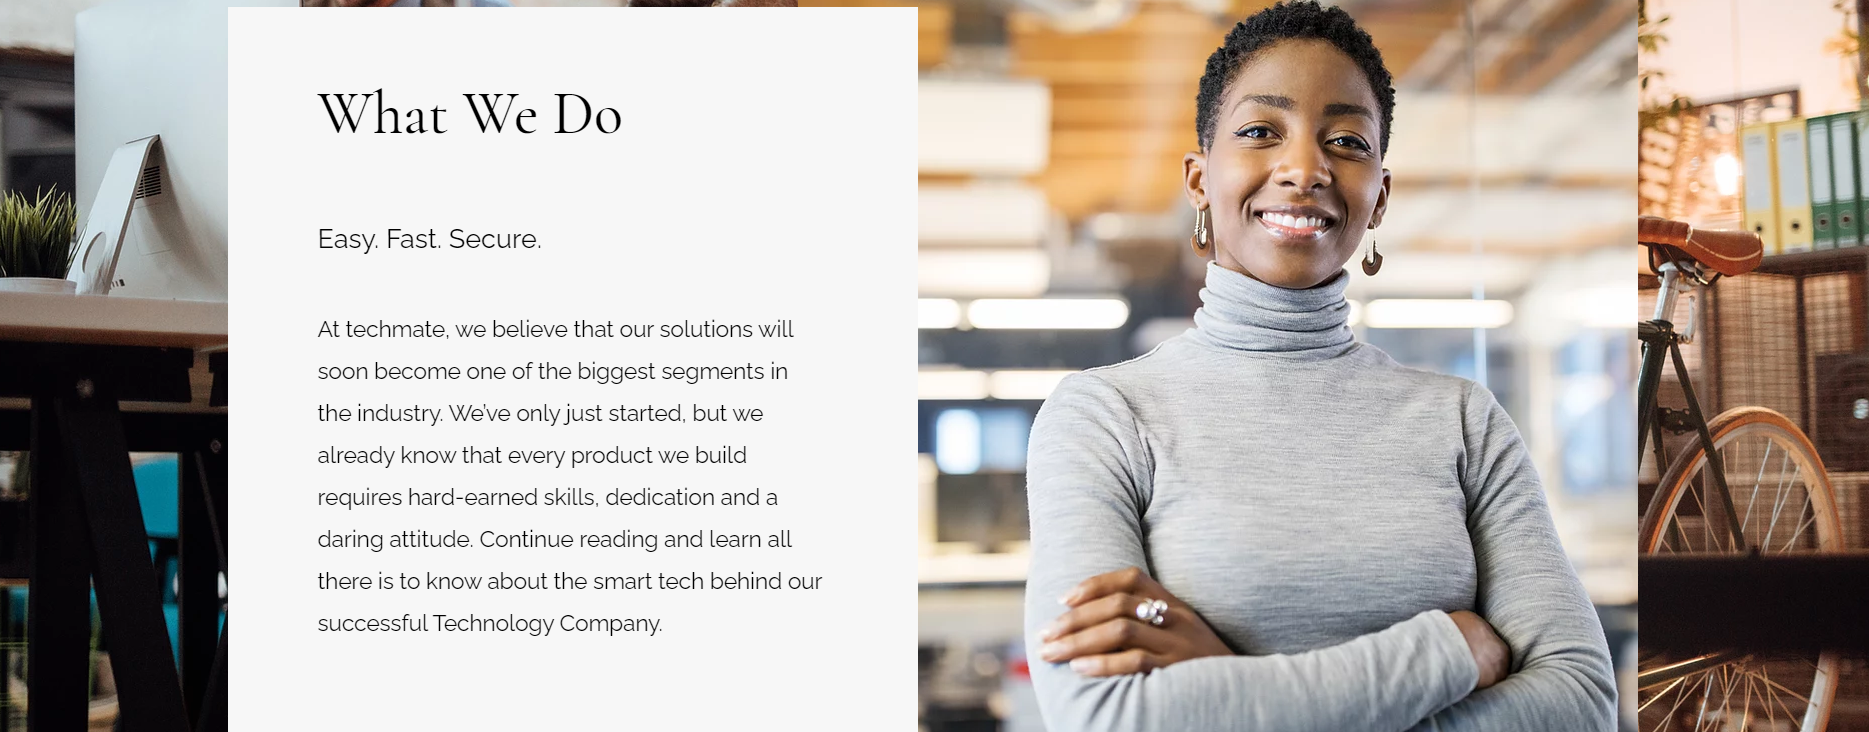 What We Do
Easy. Fast. Secure.
At techmate, we believe that our solutions will
soon become one of the biggest segments in
the industry. We’ve only just started, but we
already know that every product we build
requires hard-earned skills, dedication and a
daring attitude. Continue reading and learn all
there is to know about the smart tech behind our
successful Technology Company.